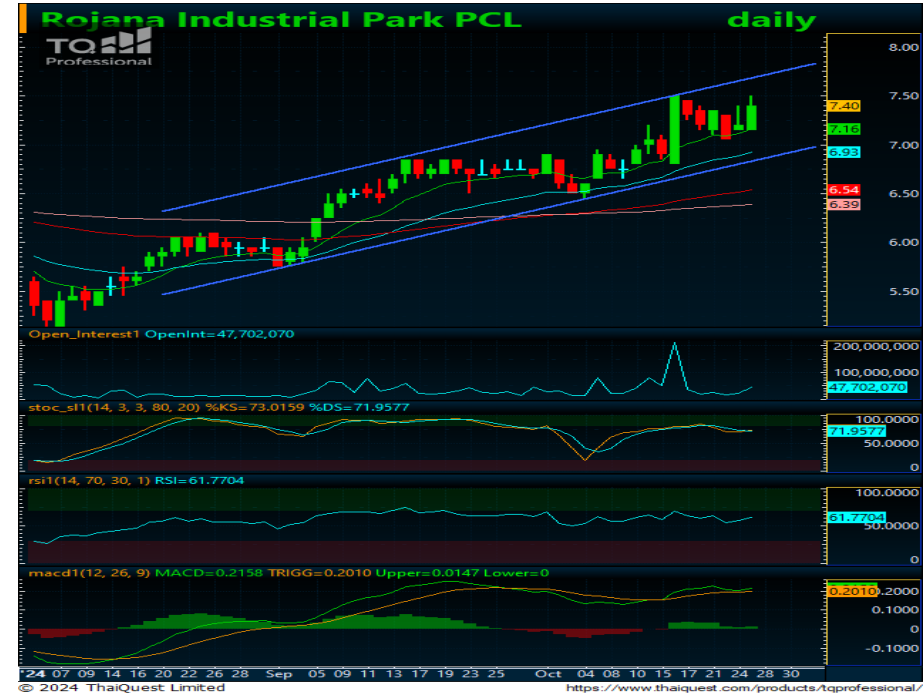 Rojana Industrial Park PCL daily
TQ
Professional
8.00
7.50
7.40
7.16
7.00
6.93
6.54
6.50
6.39
6.00
5.50
Open_Interest1 OpenInt=47,702,070
200,000,000
100,000,000
47,702,070
stoc_sl1(14, 3, 3, 80, 20) %KS=73.0159 %DS=71.9577
100.0000
71.9577
50.0000
0
rsi1(14, 70, 30, 1) RSI=61.7704
100.0000
61.7704
50.0000
0
macd1(12, 26, 9) MACD=0.2158 TRIGG=0.2010 Upper=0.0147 Lower=0
0.2010 0.2000
0.1000
0
-0.1000
'24 07 09 14 16 20 22 26 28 Sep 05 09 11 13 17 19 23 25 Oct 04 08 10 15 17 21 24 28 30
© 2024 ThaiQuest Limited https://www.thaiquest.com/products/tqprofessional/